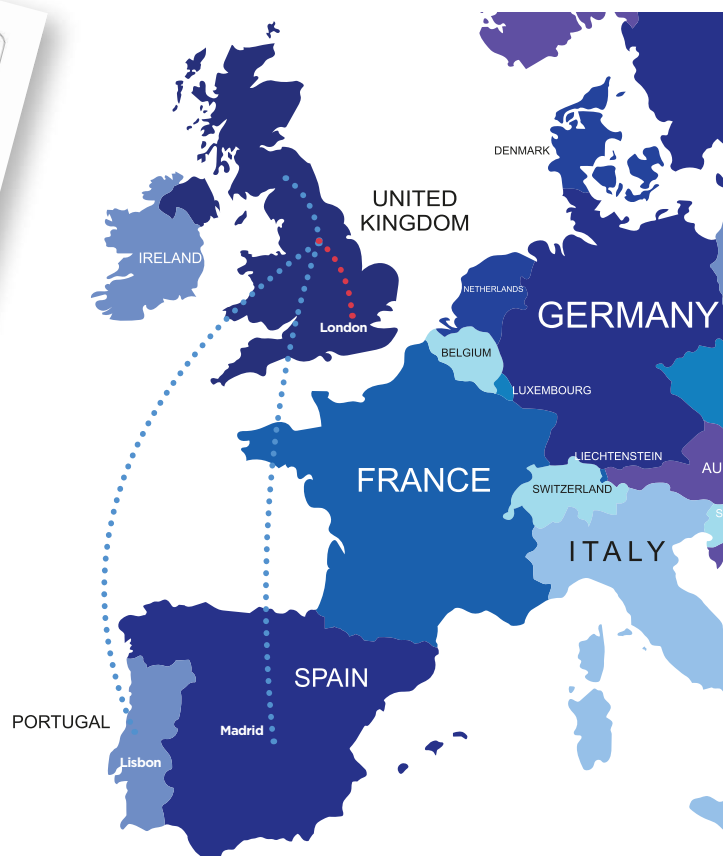 DENMARK
UNITED
KINGDOM
IRELAND
NETHERLANDS
GERMANY
London
BELGIUM
LUXEMBOURG
LIECHTENSTEIN
AU
FRANCE
SWITZERLAND
S
ITALY
SPAIN
PORTUGAL
Madrid
Lisbon